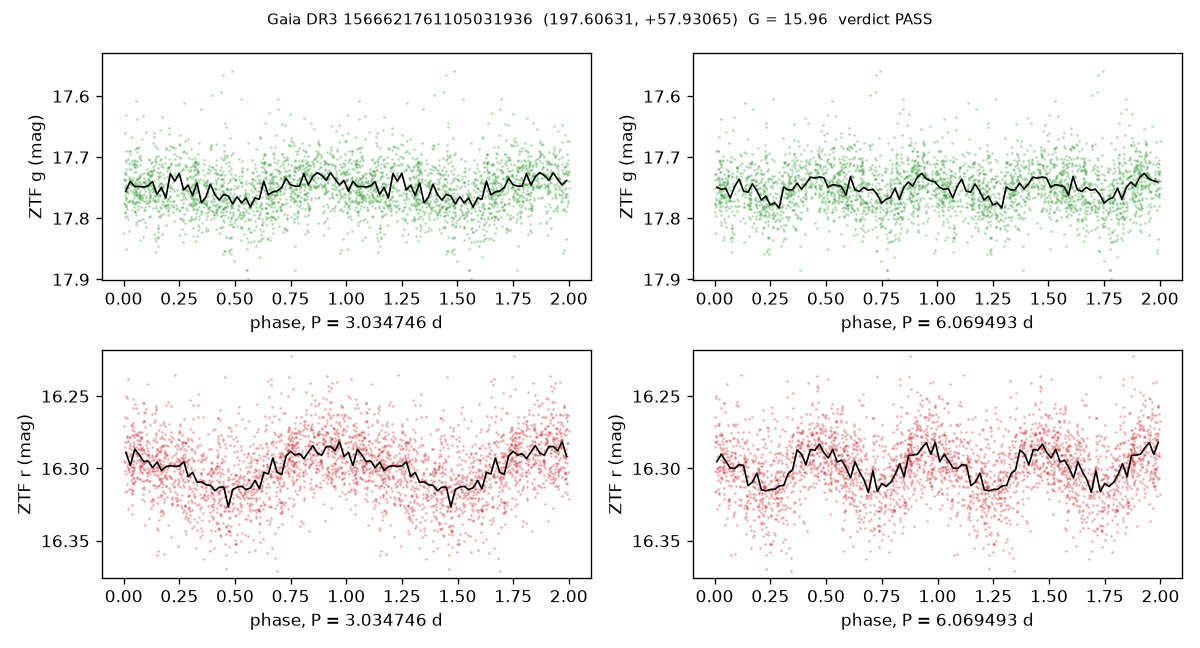 Gaia DR3 1566621761105031936 (197.60631, +57.93065) G = 15.96 verdict PASS
ZTF g (mag)
17.6
17.7
17.8
17.9
0.00 0.25 0.50 0.75 1.00 1.25 1.50 1.75 2.00
phase, P = 3.034746 d
ZTF g (mag)
17.6
17.7
17.8
17.9
0.00 0.25 0.50 0.75 1.00 1.25 1.50 1.75 2.00
phase, P = 6.069493 d
ZTF r (mag)
16.25
16.30
16.35
0.00 0.25 0.50 0.75 1.00 1.25 1.50 1.75 2.00
phase, P = 3.034746 d
ZTF r (mag)
16.25
16.30
16.35
0.00 0.25 0.50 0.75 1.00 1.25 1.50 1.75 2.00
phase, P = 6.069493 d